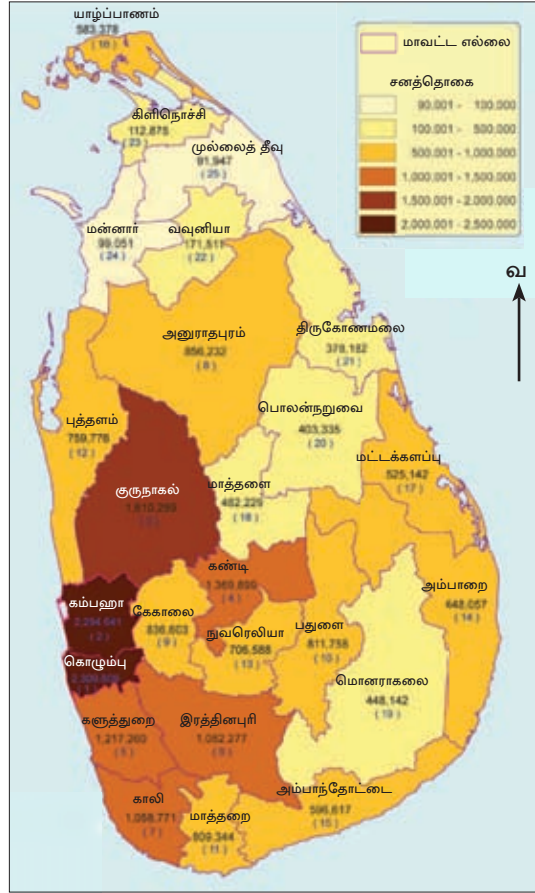 யாழ்ப்பாணம்
583,378
மாவட்ட எல்லை
சனத்தொகை
90.001 - 100.000
100.001 - 500.000
500.001 - 1,000.000
1,000.001 - 1,500.000
1,500.001 - 2,000.000
2,000.001 - 2,500.000
வ
கிளிநொச்சி
112,875
(23)
முல்லைத் தீவு
91,947
(25)
மன்னார்
99,051
(24)
வவுனியா
171,511
(22)
அனுராதபுரம்
856,232
(8)
திருகோணமலை
378,182
(21)
பொலன்நறுவை
403,335
(20)
புத்தளம்
759,776
(12)
மட்டக்களப்பு
525,142
(17)
குருநாகல்
மாத்தளை
482,229
(18)
கண்டி
1,369,899
(4)
அம்பாறை
648,057
(14)
கம்பஹா
2,294,641
(2)
கேகாலை
836,603
(9)
நுவரெலியா
706,588
(13)
பதுளை
811,758
(10)
கொழும்பு
மொனராகலை
448,142
(19)
களுத்துறை
1,217,260
இரத்தினபுரி
1,082,277
அம்பாந்தோட்டை
596,617
(15)
காலி
1,058,771
(7)
மாத்தறை
809,344
(11)